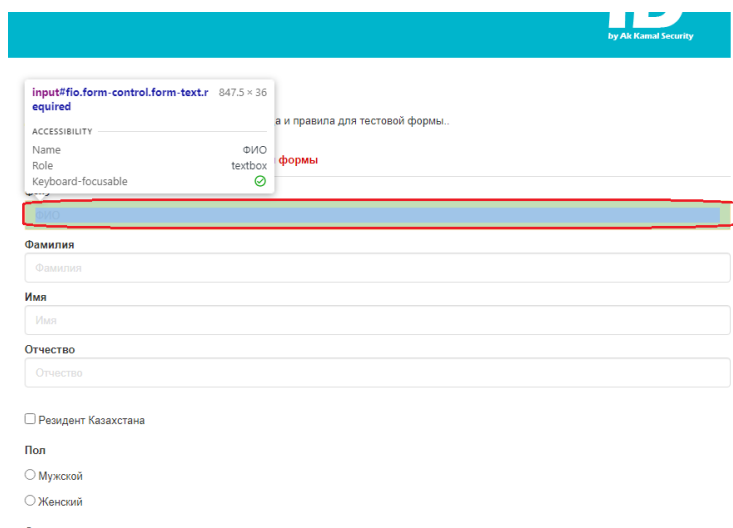 ID
by Ak Kamal Security
input#fio.form-control.form-text.r 847.5 × 36
equired
а и правила для тестовой формы..
ACCESSIBILITY
Name ФИО
формы
Role textbox
Keyboard-focusable
ФИО
Фамилия
Фамилия
Имя
Имя
Отчество
Отчество
Резидент Казахстана
Пол
Мужской
Женский